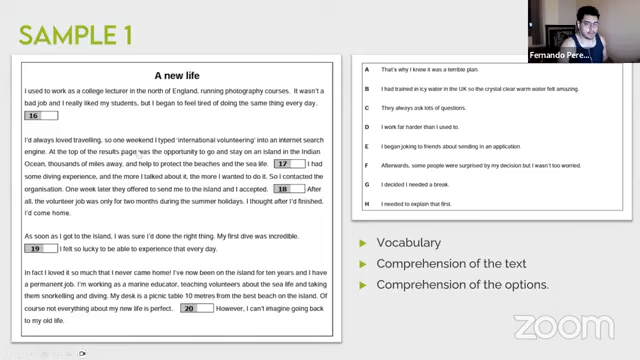 SAMPLE 1
Fernando Pere...
A new life
I used to work as a college lecturer in the north of England, running photography courses. It wasn't a
bad job and I really liked my students, but I began to feel tired of doing the same thing every day.
16
I'd always loved travelling, so one weekend I typed 'international volunteering' into an internet search
engine. At the top of the results page was the opportunity to go and stay on an island in the Indian
Ocean, thousands of miles away, and help to protect the beaches and the sea life. 17 I had
some diving experience, and the more I talked about it, the more I wanted to do it. So I contacted the
organisation. One week later they offered to send me to the island and I accepted. 18 After
all, the volunteer job was only for two months during the summer holidays. I thought after I'd finished,
I'd come home.
As soon as I got to the island, I was sure I'd done the right thing. My first dive was incredible.
19 I felt so lucky to be able to experience that every day.
In fact I loved it so much that I never came home! I've now been on the island for ten years and I have
a permanent job. I'm working as a marine educator, teaching volunteers about the sea life and taking
them snorkelling and diving. My desk is a picnic table 10 metres from the best beach on the island. Of
course not everything about my new life is perfect. 20 However, I can't imagine going back
to my old life.
A That's why I knew it was a terrible plan.
B I had trained in icy water in the UK so the crystal clear warm water felt amazing.
C They always ask lots of questions.
D I work far harder than I used to.
E I began joking to friends about sending in an application.
F Afterwards, some people were surprised by my decision but I wasn't too worried.
G I decided I needed a break.
H I needed to explain that first.
Vocabulary
Comprehension of the text
Comprehension of the options.
zoom